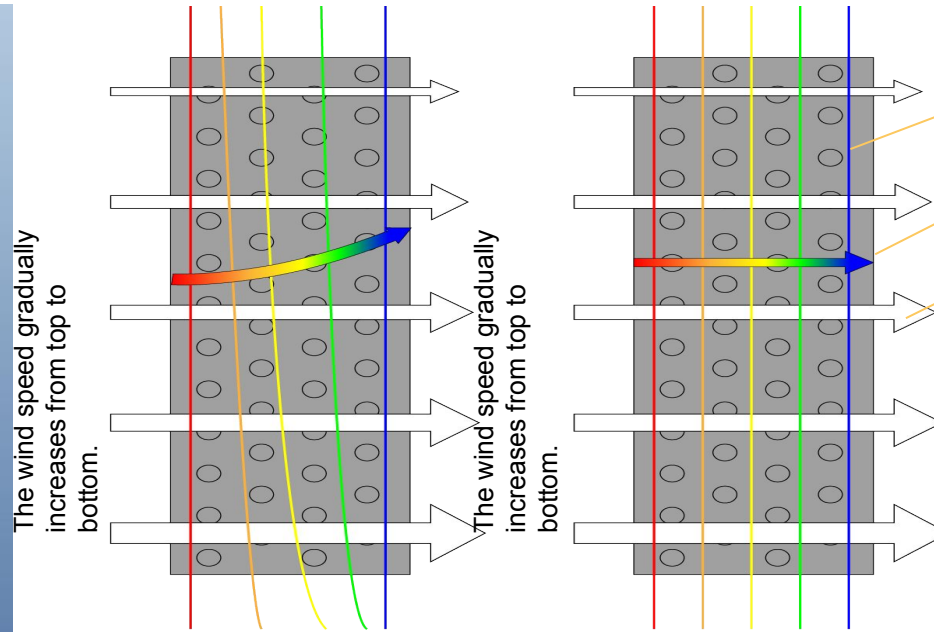 The wind speed gradually
increases from top to
bottom.
The wind speed gradually
increases from top to
bottom.